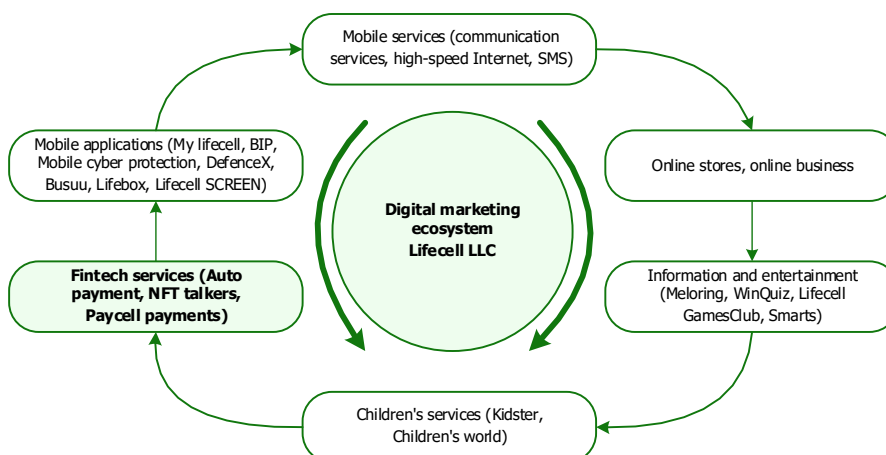 Mobile services (communication
services, high-speed Internet, SMS)
Mobile applications (My lifecell, BIP,
Mobile cyber protection, DefenceX,
Busuu, Lifebox, Lifecell SCREEN)
Online stores, online business
Digital marketing
ecosystem
Lifecell LLC
Fintech services (Auto
payment, NFT talkers,
Paycell payments)
Information and entertainment
(Meloring, WinQuiz, Lifecell
GamesClub, Smarts)
Children's services (Kidster,
Children's world)